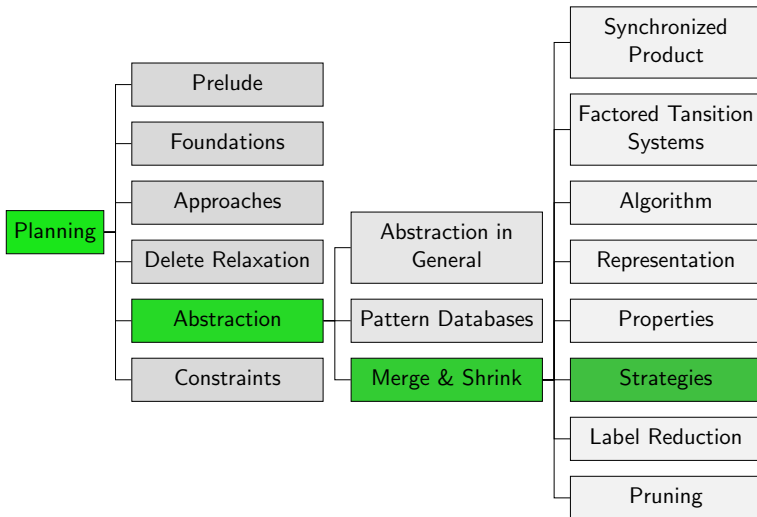 Planning
Prelude
Foundations
Approaches
Delete Relaxation
Abstraction
Constraints
Abstraction in
General
Pattern Databases
Merge & Shrink
Synchronized
Product
Factored Tansition
Systems
Algorithm
Representation
Properties
Strategies
Label Reduction
Pruning